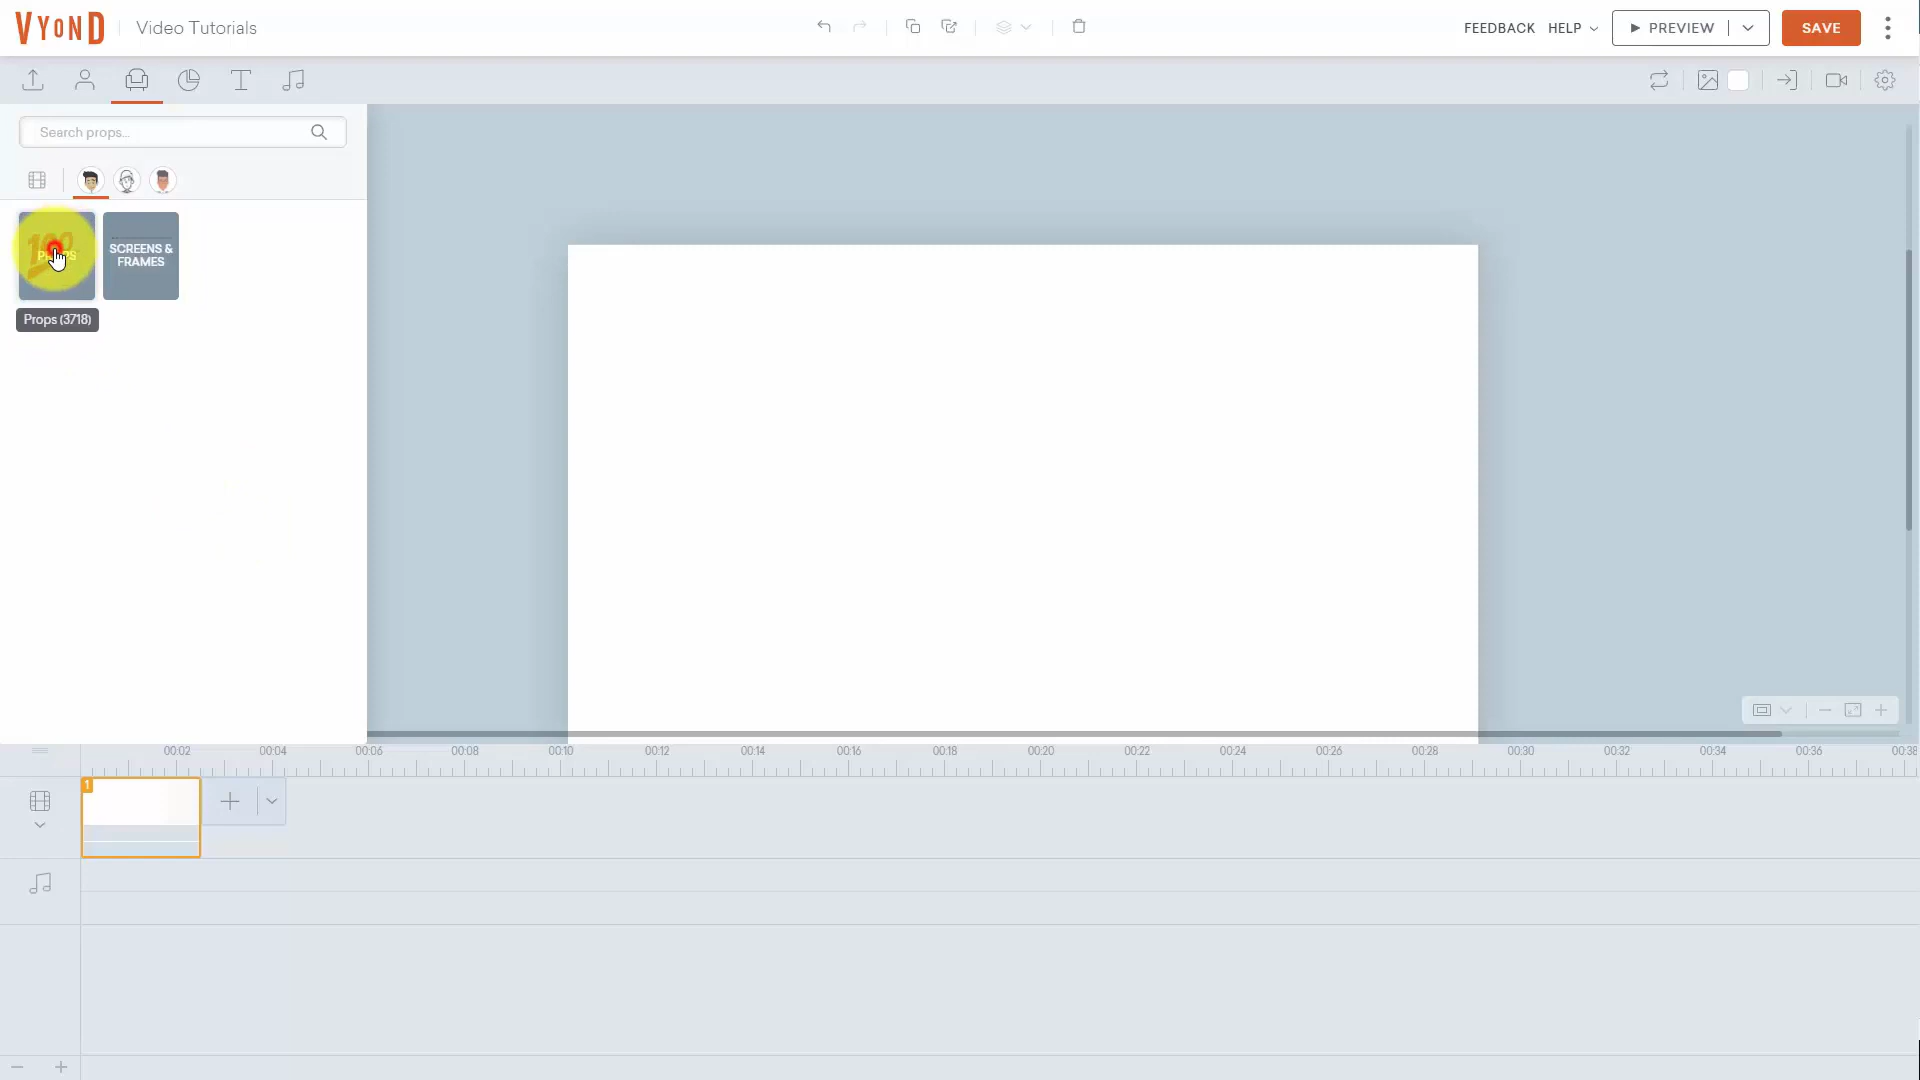 VYOND
Video Tutorials
FEEDBACK
HELP
PREVIEW
SAVE
Search props...
PROPS
SCREENS &
FRAMES
Props (3718)
00:02
00:04
00:06
00:08
00:10
00:12
00:14
00:16
00:18
00:20
00:22
00:24
00:26
00:28
00:30
00:32
00:34
00:36
00:38
1